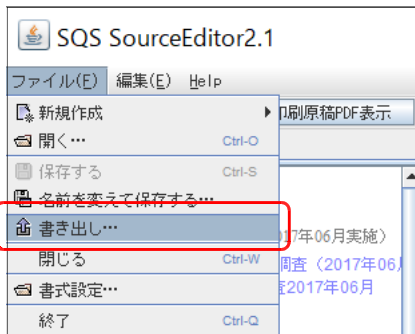 SQS SourceEditor2.1
ファイル(F) 編集(E) Help
新規作成
印刷原稿PDF表示
開く… Ctrl-O
保存する Ctrl-S
名前を変えて保存する…
書き出し…
17年06月実施）
閉じる Ctrl-W
調査（2017年06月
書式設定…
2017年06月
終了 Ctrl-Q